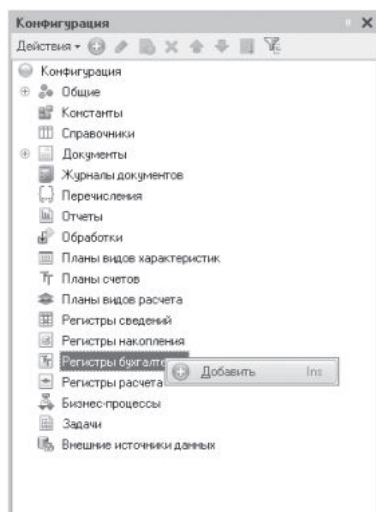 Конфигурация
Действия
Конфигурация
Общие
Константы
Справочники
Документы
Журналы документов
Перечисления
Отчеты
Обработки
Планы видов характеристик
Планы счетов
Планы видов расчета
Регистры сведений
Регистры накопления
Регистры бухгалте
Добавить Ins
Регистры расчета
Бизнес-процессы
Задачи
Внешние источники данных